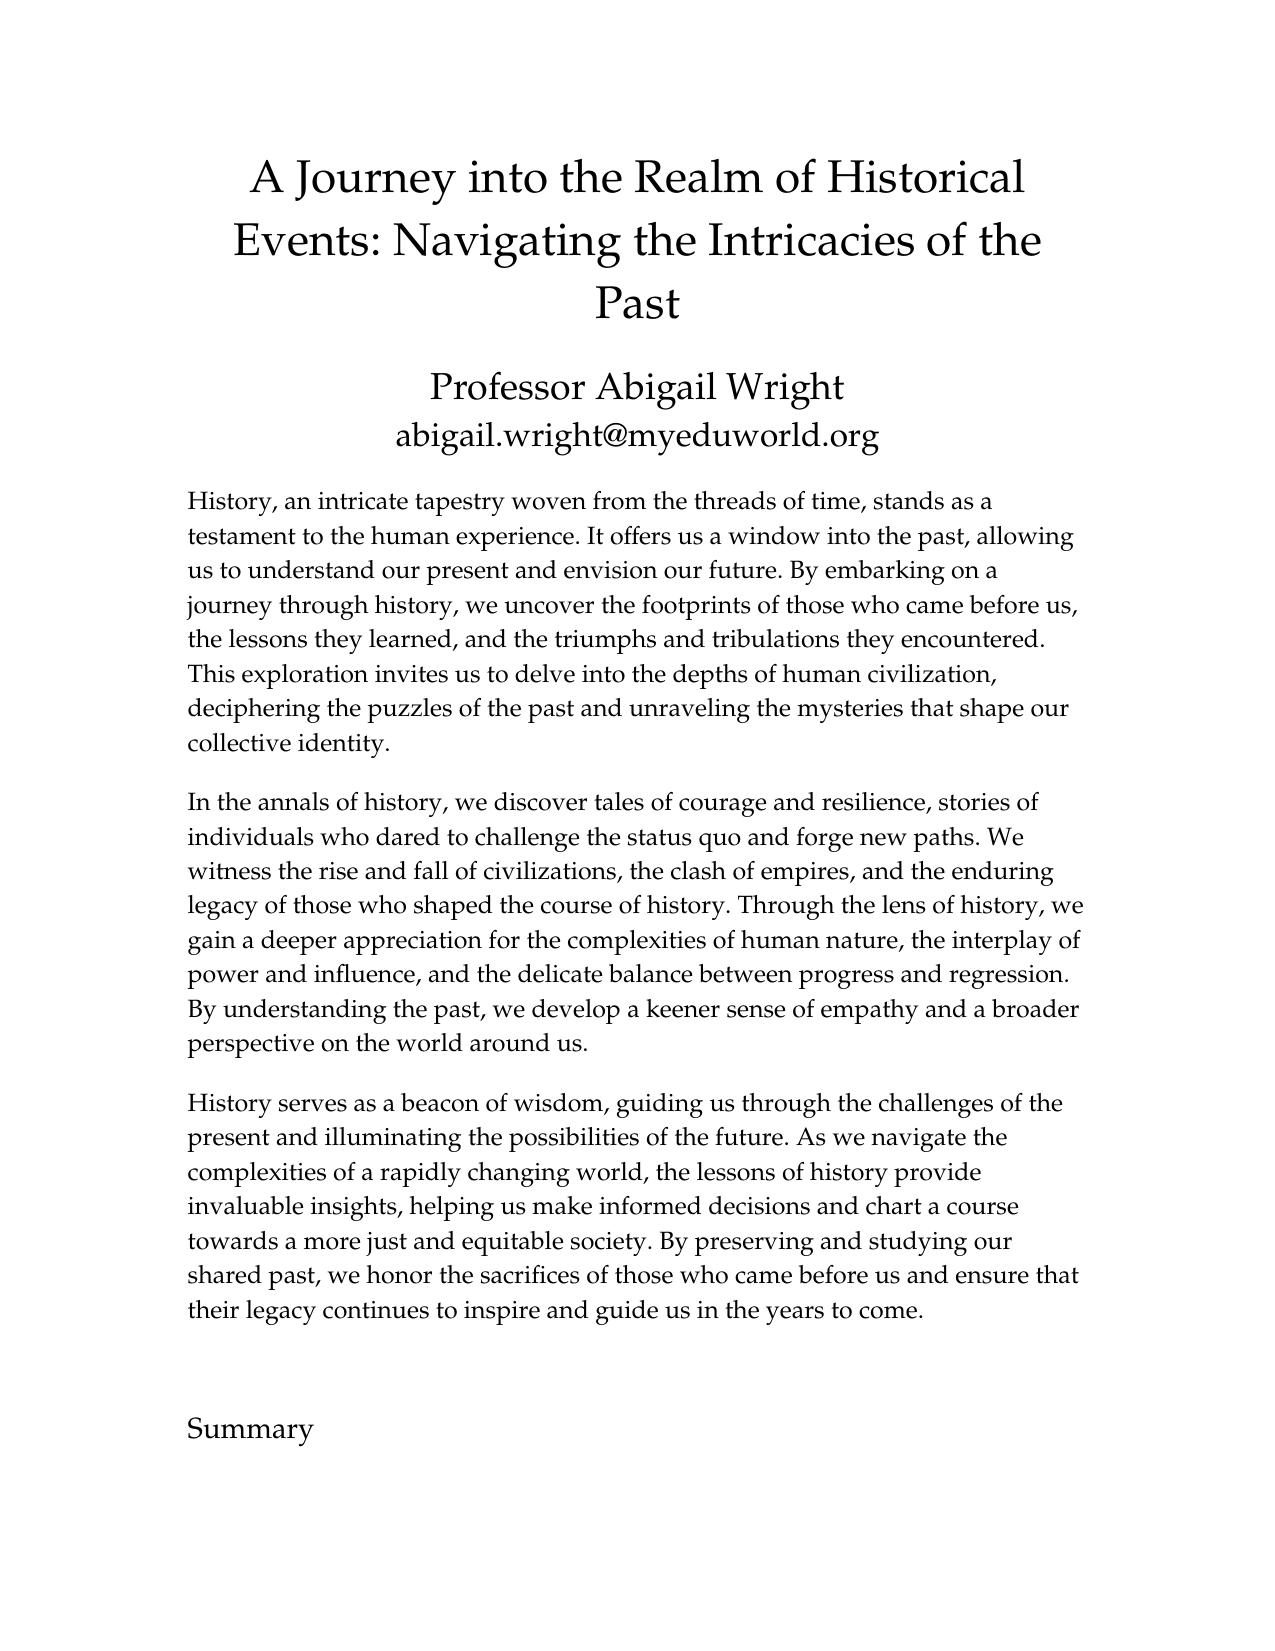 A Journey into the Realm of Historical
Events: Navigating the Intricacies of the
Past
Professor Abigail Wright
abigail.wright@myeduworld.org
History, an intricate tapestry woven from the threads of time, stands as a
testament to the human experience. It offers us a window into the past, allowing
us to understand our present and envision our future. By embarking on a
journey through history, we uncover the footprints of those who came before us,
the lessons they learned, and the triumphs and tribulations they encountered.
This exploration invites us to delve into the depths of human civilization,
deciphering the puzzles of the past and unraveling the mysteries that shape our
collective identity.
In the annals of history, we discover tales of courage and resilience, stories of
individuals who dared to challenge the status quo and forge new paths. We
witness the rise and fall of civilizations, the clash of empires, and the enduring
legacy of those who shaped the course of history. Through the lens of history, we
gain a deeper appreciation for the complexities of human nature, the interplay of
power and influence, and the delicate balance between progress and regression.
By understanding the past, we develop a keener sense of empathy and a broader
perspective on the world around us.
History serves as a beacon of wisdom, guiding us through the challenges of the
present and illuminating the possibilities of the future. As we navigate the
complexities of a rapidly changing world, the lessons of history provide
invaluable insights, helping us make informed decisions and chart a course
towards a more just and equitable society. By preserving and studying our
shared past, we honor the sacrifices of those who came before us and ensure that
their legacy continues to inspire and guide us in the years to come.
Summary